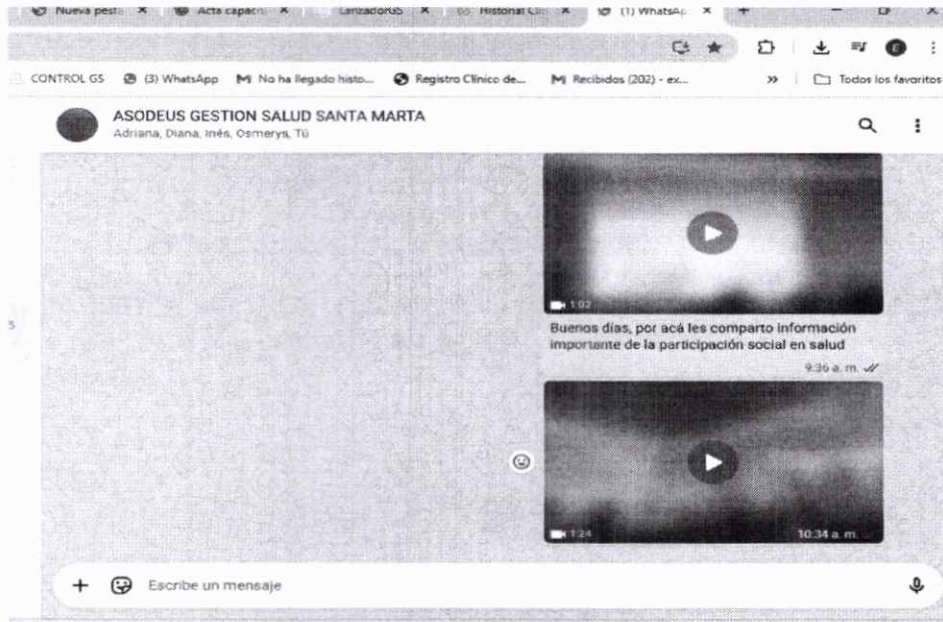 Nueva pest
Acta capac
Lanzador
Historial Cl
(1) WhatsAp
CONTROL GS
(3) WhatsApp
No ha llegado histo...
Registro Clínico de...
Recibidos (202) - ex...
»
Todos los favoritos
ASODEUS GESTION SALUD SANTA MARTA
Adriana, Diana, Inés, Osmerys, Tú
1:02
Buenos días, por acá les comparto información
importante de la participación social en salud
9:36 a. m.
1:24
10:34 a. m.
Escribe un mensaje